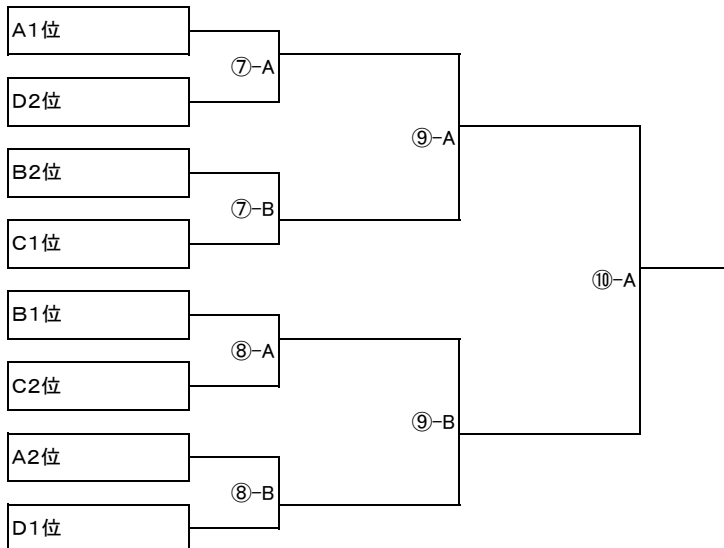 A1位
⑦-A
D2位
⑨-A
B2位
⑦-B
C1位
⑩-A
B1位
⑧-A
C2位
⑨-B
A2位
⑧-B
D1位